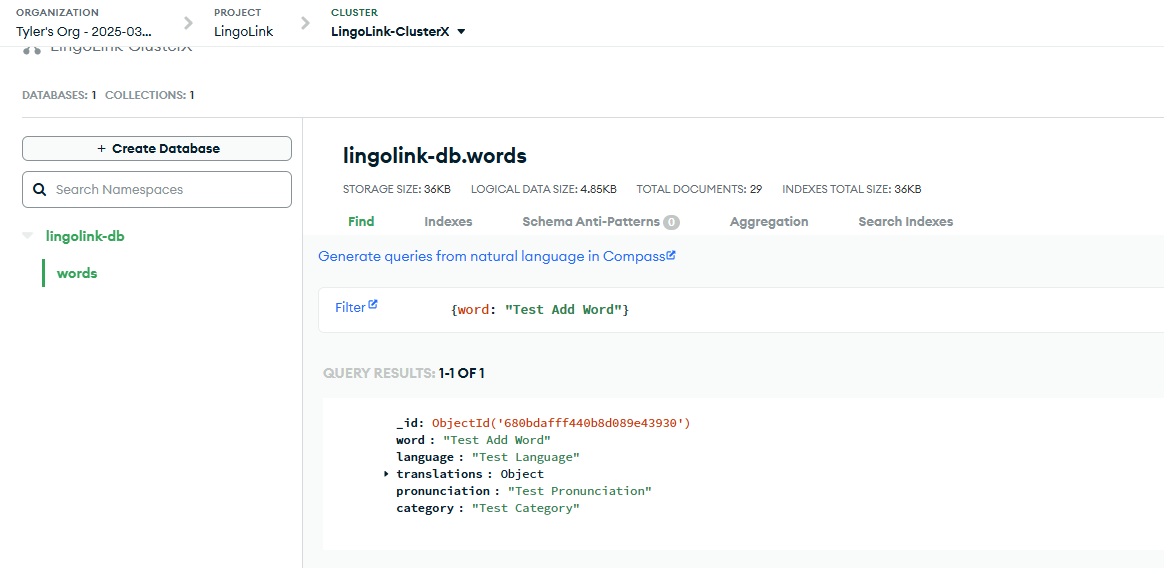 ORGANIZATION
Tyler's Org - 2025-03...
PROJECT
LingoLink
CLUSTER
LingoLink-ClusterX
LingoLink-ClusterX
DATABASES: 1 COLLECTIONS: 1
+ Create Database
Search Namespaces
lingolink-db
words
lingolink-db.words
STORAGE SIZE: 36KB LOGICAL DATA SIZE: 4.85KB TOTAL DOCUMENTS: 29 INDEXES TOTAL SIZE: 36KB
Find Indexes Schema Anti-Patterns 0 Aggregation Search Indexes
Generate queries from natural language in Compass
Filter {word: "Test Add Word"}
QUERY RESULTS: 1-1 OF 1
_id: ObjectId('680bdafff440b8d089e43930')
word : "Test Add Word"
language : "Test Language"
translations : Object
pronunciation : "Test Pronunciation"
category : "Test Category"